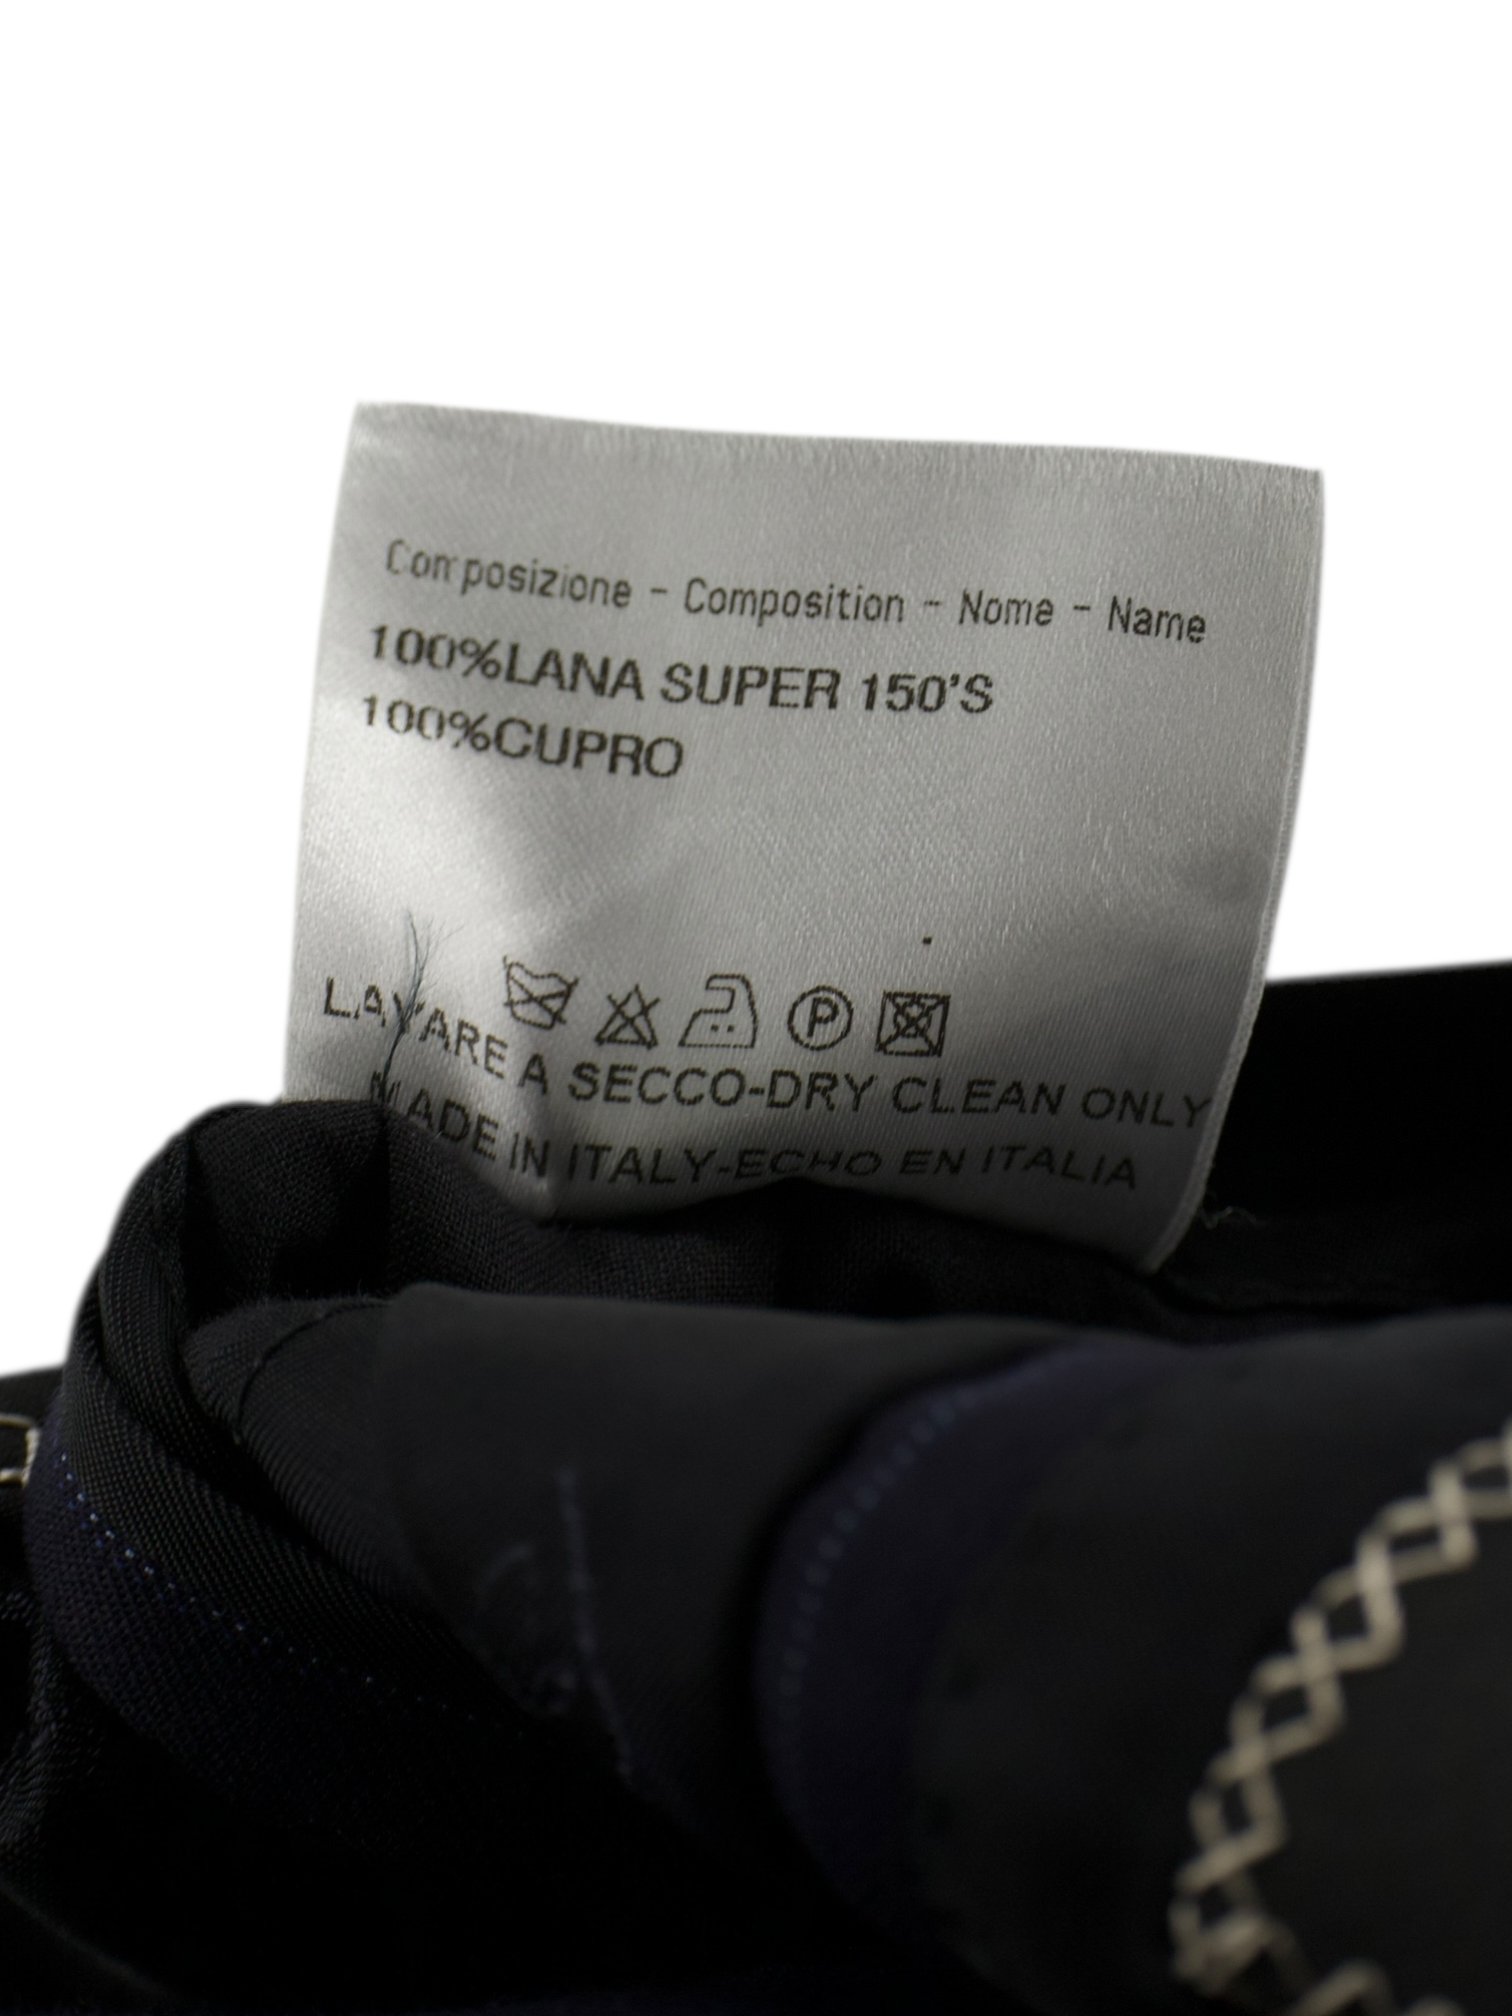 Composizione - Composition - Nome - Name
100%LANA SUPER 150'S
100%CUPRO
P
LAVARE A SECCO-DRY CLEAN ONLY
MADE IN ITALY-ECHO EN ITALIA